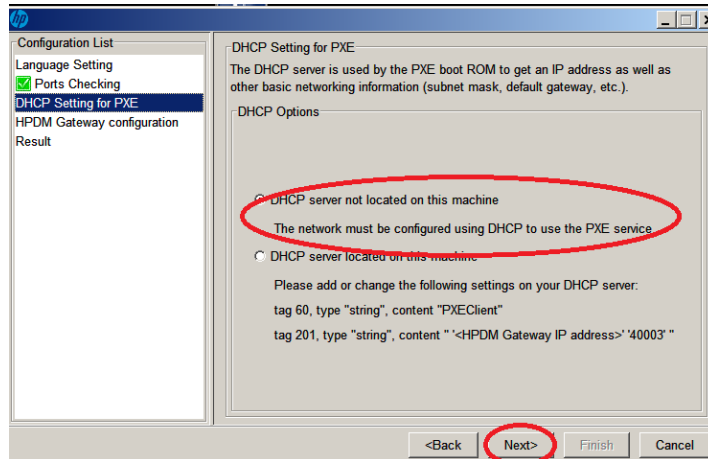 hp
Configuration List
Language Setting
Ports Checking
DHCP Setting for PXE
HPDM Gateway configuration
Result
DHCP Setting for PXE
The DHCP server is used by the PXE boot ROM to get an IP address as well as
other basic networking information (subnet mask, default gateway, etc.).
DHCP Options
DHCP server not located on this machine
The network must be configured using DHCP to use the PXE service
DHCP server located on this machine
Please add or change the following settings on your DHCP server:
tag 60, type "string", content "PXEClient"
tag 201, type "string", content " '<HPDM Gateway IP address>' '40003' "
<Back
Next>
Finish
Cancel